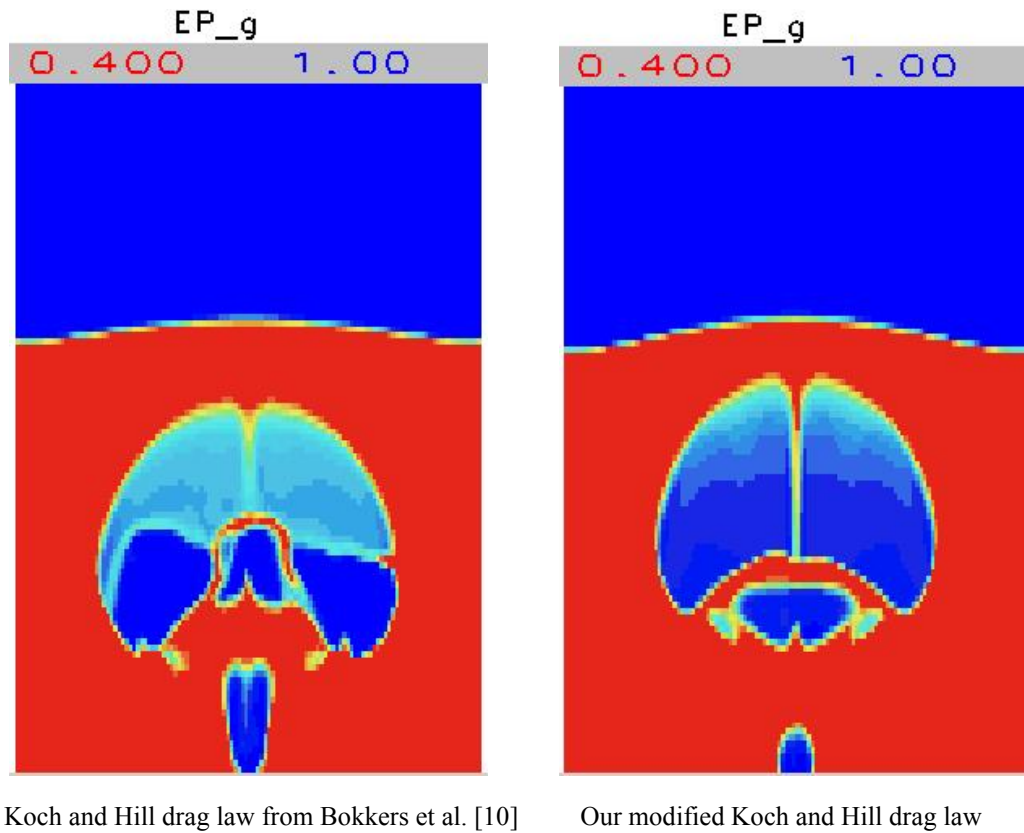 EP_g
0.400 1.00
EP_g
0.400 1.00
Koch and Hill drag law from Bokkers et al. [10]
Our modified Koch and Hill drag law